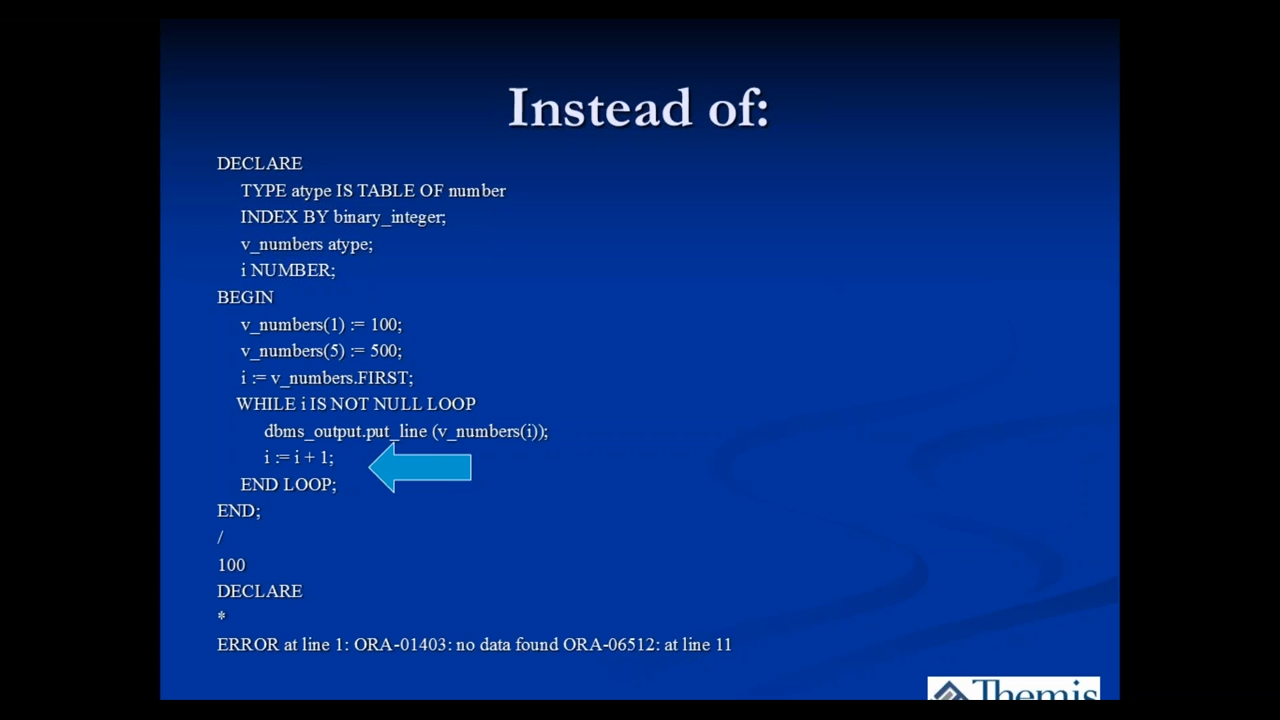 Instead of:
DECLARE
TYPE atype IS TABLE OF number
INDEX BY binary_integer;
v_numbers atype;
i NUMBER;
BEGIN
v_numbers(1) := 100;
v_numbers(5) := 500;
i := v_numbers.FIRST;
WHILE i IS NOT NULL LOOP
dbms_output.put_line (v_numbers(i));
i := i + 1;
END LOOP;
END;
/
100
DECLARE
*
ERROR at line 1: ORA-01403: no data found ORA-06512: at line 11
Themis